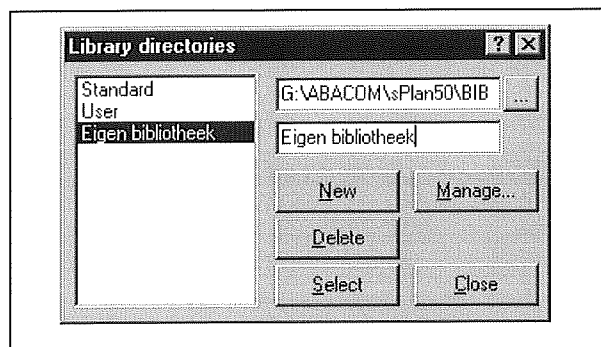 Library directories
Standard
User
Eigen bibliotheek
G:\ABACOM\sPlan50\BIB
...
Eigen bibliotheek
New
Manage...
Delete
Select
Close